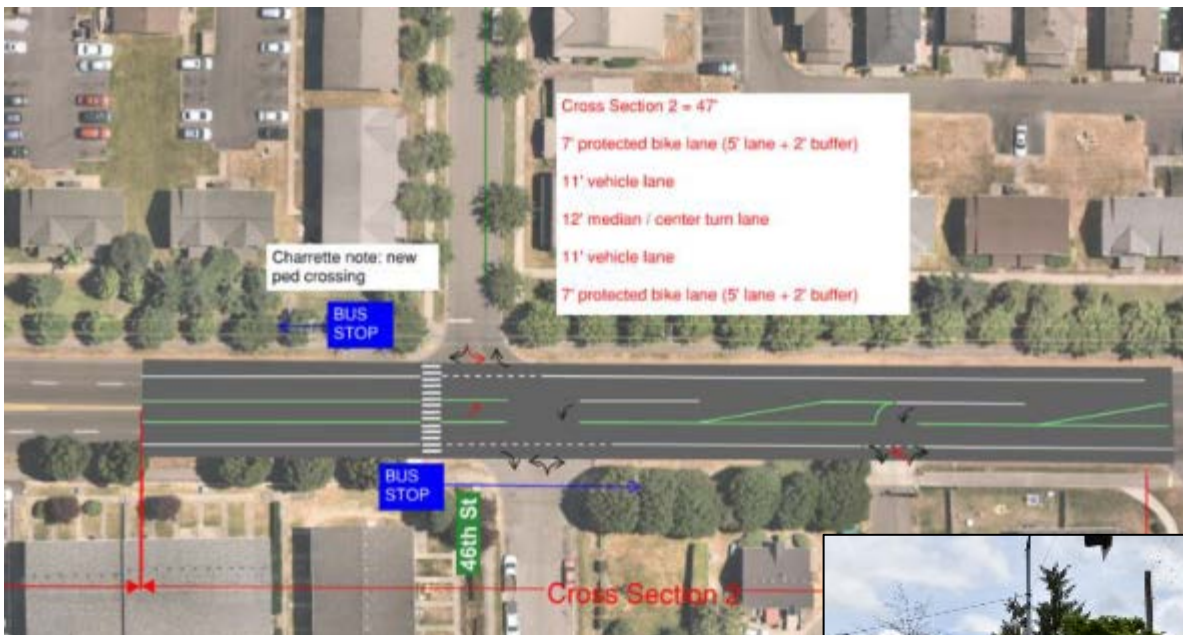 Cross Section 2 = 47'
7' protected bike lane (5' lane + 2' buffer)
11' vehicle lane
12' median / center turn lane
11' vehicle lane
7' protected bike lane (5' lane + 2' buffer)
Charrette note: new
ped crossing
BUS
STOP
BUS
STOP
46th St
Cross Section 2